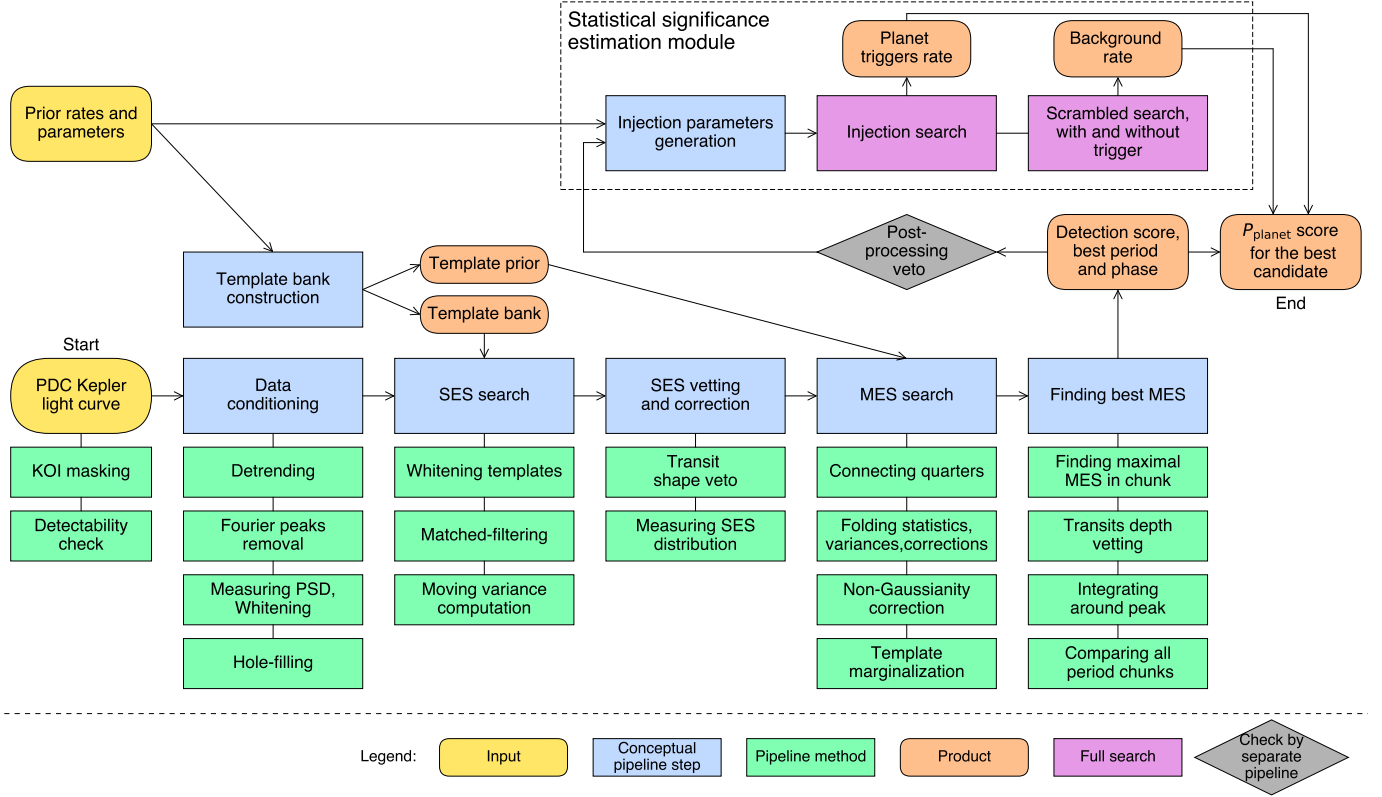 Statistical significance
estimation module
Planet
triggers rate
Background
rate
Prior rates and
parameters
Injection parameters
generation
Injection search
Scrambled search,
with and without
trigger
Post-
processing
veto
Detection score,
best period
and phase
Pplanet score
for the best
candidate
End
Template bank
construction
Template prior
Template bank
Start
PDC Kepler
light curve
Data
conditioning
SES search
SES vetting
and correction
MES search
Finding best MES
KOI masking
Detectability
check
Detrending
Fourier peaks
removal
Measuring PSD,
Whitening
Hole-filling
Whitening templates
Matched-filtering
Moving variance
computation
Transit
shape veto
Measuring SES
distribution
Connecting quarters
Folding statistics,
variances,corrections
Non-Gaussianity
correction
Template
marginalization
Finding maximal
MES in chunk
Transits depth
vetting
Integrating
around peak
Comparing all
period chunks
Legend:
Input
Conceptual
pipeline step
Pipeline method
Product
Full search
Check by
separate
pipeline